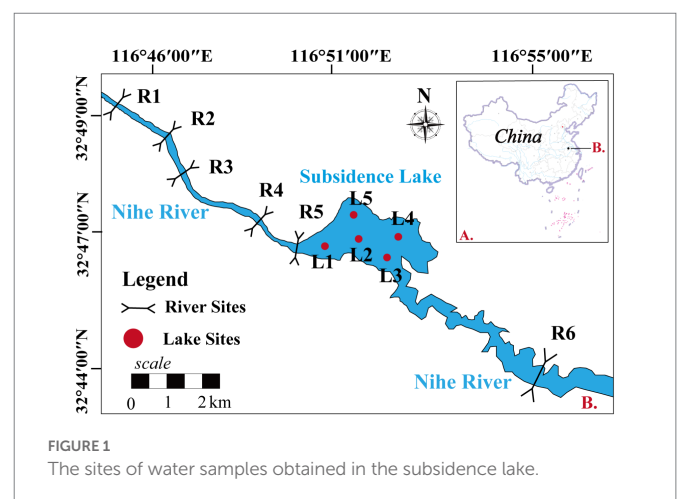 116°46′00″E 116°51′00″E 116°55′00″E
32°49′00″N
32°47′00″N
32°44′00″N
R1
R2
R3
R4
R5
R6
N
China
B.
A.
Subsidence Lake
L5
L4
L1
L2
L3
Nihe River
Legend
River Sites
Lake Sites
scale
0 1 2 km
Nihe River
B.
FIGURE 1
The sites of water samples obtained in the subsidence lake.